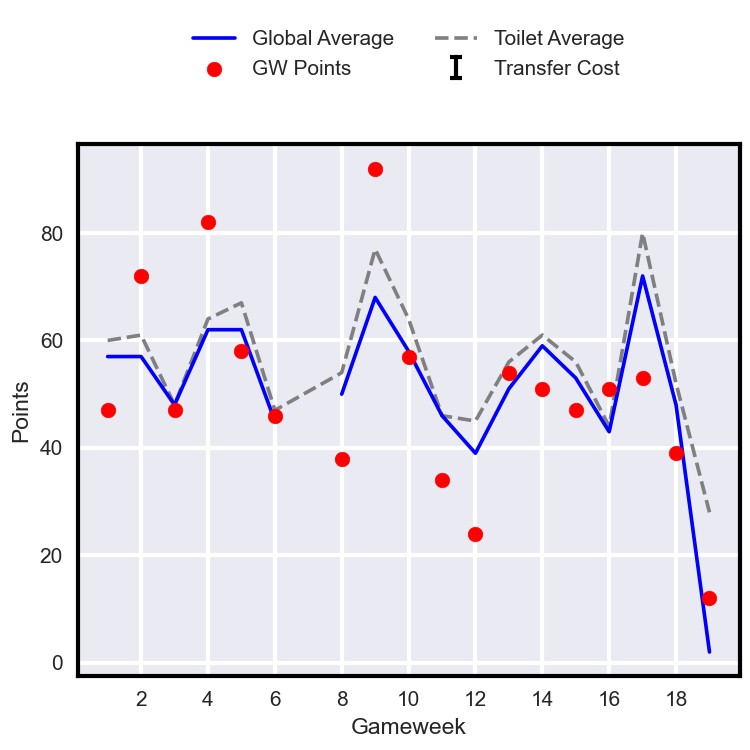 Global Average Toilet Average
GW Points Transfer Cost
80
60
40
20
0
Points
2 4 6 8 10 12 14 16 18
Gameweek